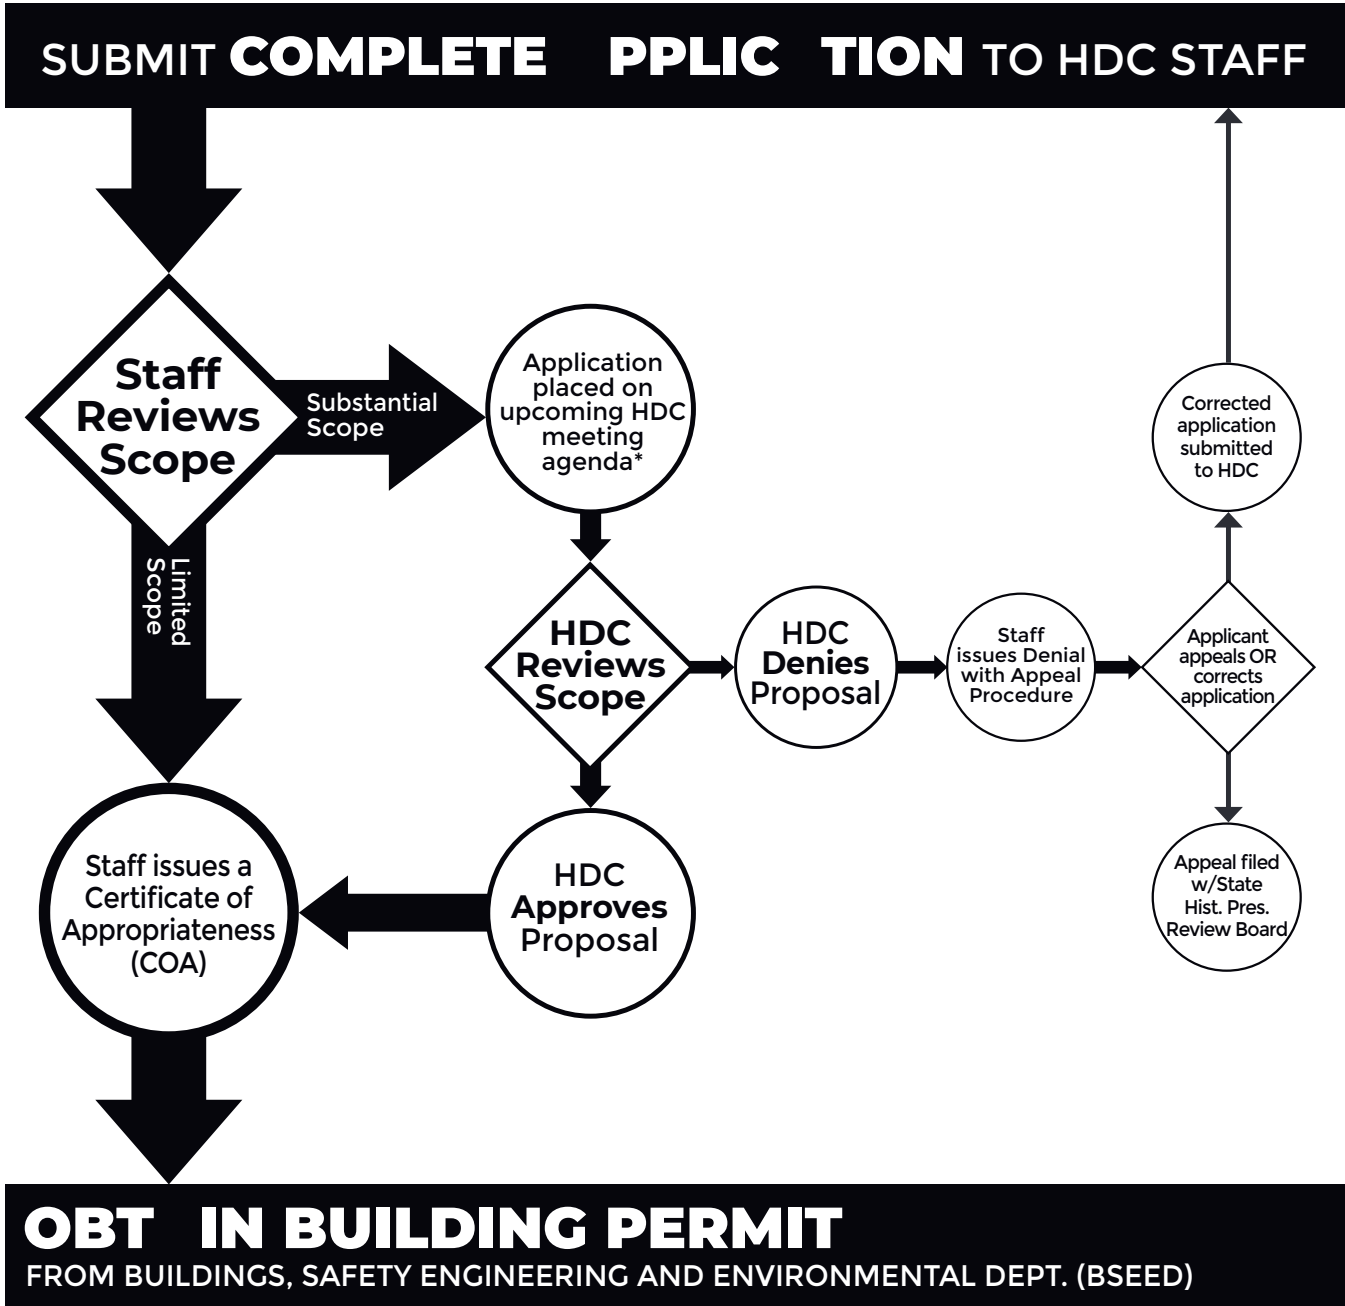 SUBMIT COMPLETE PPLIC TION TO HDC STAFF
Staff
Reviews
Scope
Substantial
Scope
Application
placed on
upcoming HDC
meeting
agenda*
Corrected
application
submitted
to HDC
Limited
Scope
HDC
Reviews
Scope
HDC
Denies
Proposal
Staff
issues Denial
with Appeal
Procedure
Applicant
appeals OR
corrects
application
Staff issues a
Certificate of
Appropriateness
(COA)
HDC
Approves
Proposal
Appeal filed
w/State
Hist. Pres.
Review Board
OBT IN BUILDING PERMIT
FROM BUILDINGS, SAFETY ENGINEERING AND ENVIRONMENTAL DEPT. (BSEED)